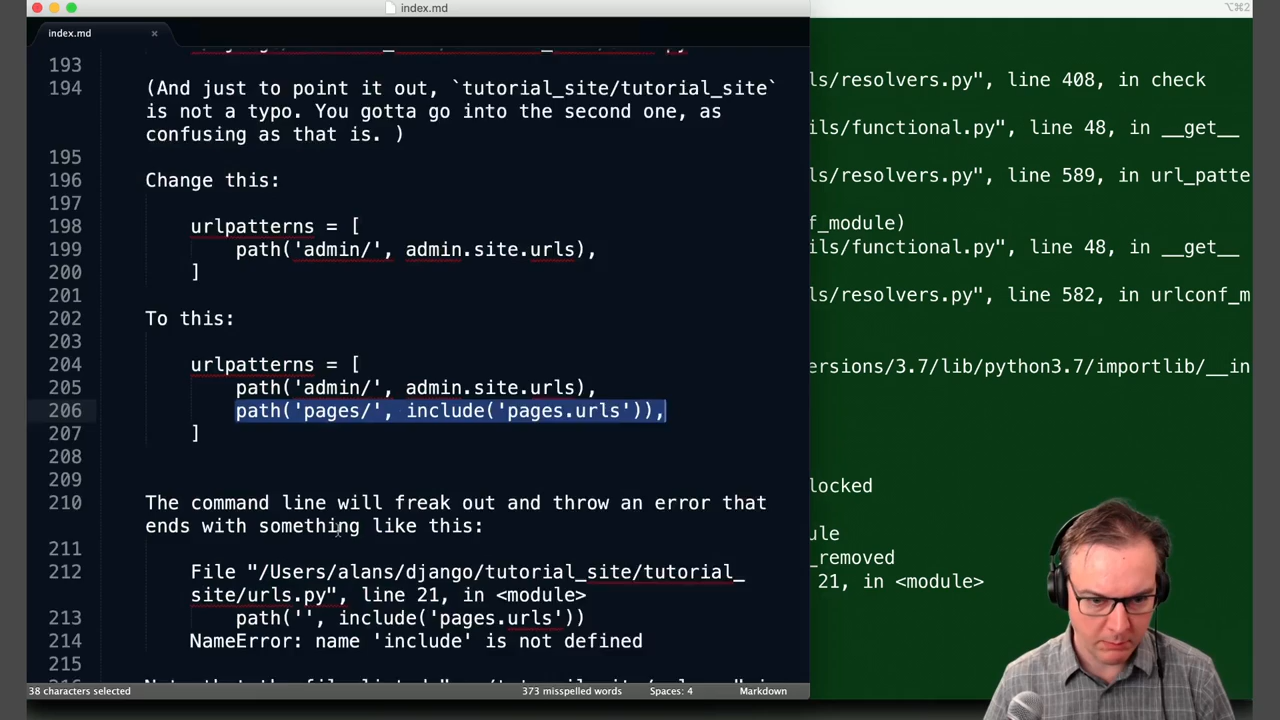 index.md
⌥⌘2
index.md
193
194 (And just to point it out, `tutorial_site/tutorial_site`
is not a typo. You gotta go into the second one, as
confusing as that is. )
195
196 Change this:
197
198 urlpatterns = [
199 path('admin/', admin.site.urls),
200 ]
201
202 To this:
203
204 urlpatterns = [
205 path('admin/', admin.site.urls),
206 path('pages/', include('pages.urls')),
207 ]
208
209
210 The command line will freak out and throw an error that
ends with something like this:
211
212 File "/Users/alans/django/tutorial_site/tutorial_
site/urls.py", line 21, in <module>
213 path('', include('pages.urls'))
214 NameError: name 'include' is not defined
215
38 characters selected
373 misspelled words
Spaces: 4
Markdown
ls/resolvers.py", line 408, in check
ils/functional.py", line 48, in __get__
ls/resolvers.py", line 589, in url_patte
f_module)
ils/functional.py", line 48, in __get__
ls/resolvers.py", line 582, in urlconf_m
ersions/3.7/lib/python3.7/importlib/__in
locked
ule
_removed
21, in <module>